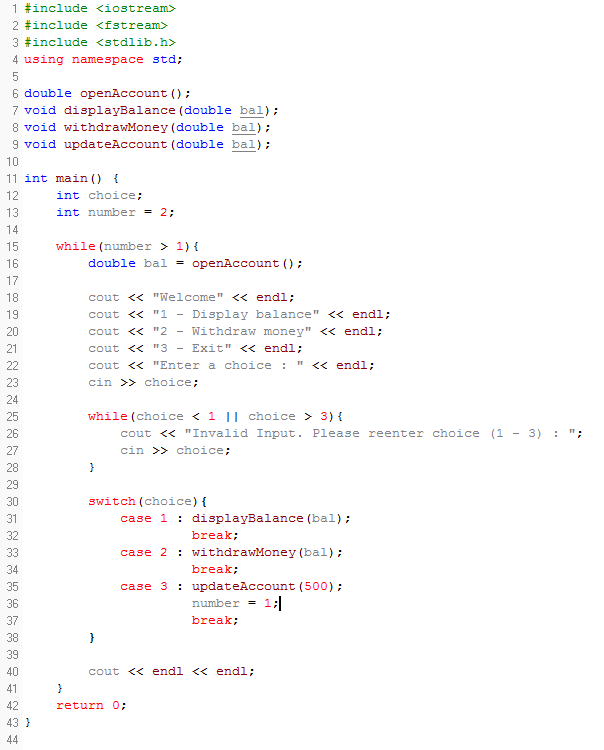 1 #include <iostream>
2 #include <fstream>
3 #include <stdlib.h>
4 using namespace std;
5
6 double openAccount();
7 void displayBalance(double bal);
8 void withdrawMoney(double bal);
9 void updateAccount(double bal);
10
11 int main() {
12     int choice;
13     int number = 2;
14
15     while(number > 1){
16         double bal = openAccount();
17
18         cout << "Welcome" << endl;
19         cout << "1 - Display balance" << endl;
20         cout << "2 - Withdraw money" << endl;
21         cout << "3 - Exit" << endl;
22         cout << "Enter a choice : " << endl;
23         cin >> choice;
24
25         while(choice < 1 || choice > 3){
26             cout << "Invalid Input. Please reenter choice (1 - 3) : ";
27             cin >> choice;
28         }
29
30         switch(choice){
31             case 1 : displayBalance(bal);
32                      break;
33             case 2 : withdrawMoney(bal);
34                      break;
35             case 3 : updateAccount(500);
36                      number = 1;
37                      break;
38         }
39
40         cout << endl << endl;
41     }
42     return 0;
43 }
44